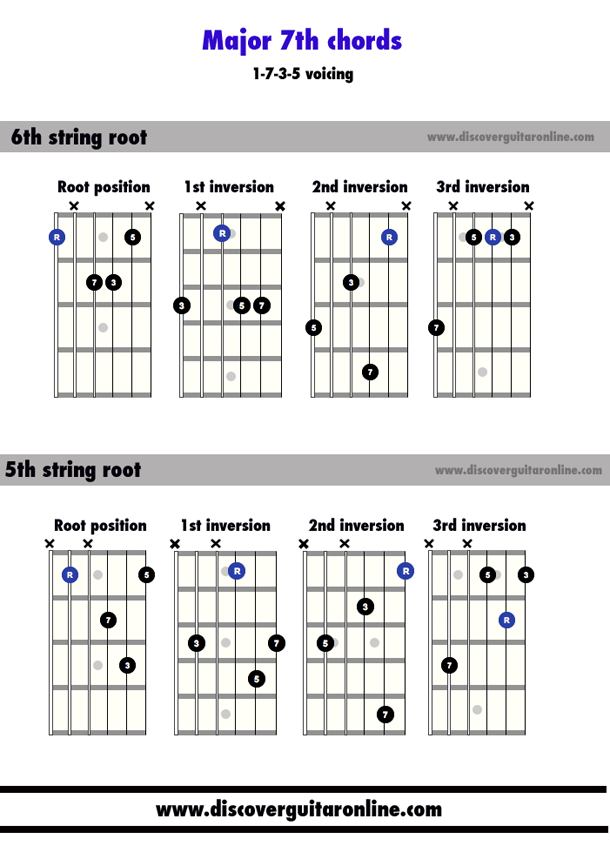 Major 7th chords
1-7-3-5 voicing
6th string root www.discoverguitaronline.com
Root position 1st inversion 2nd inversion 3rd inversion
× × × × × × × ×
R 5 R R 5 R 3
7 3 3
3 5 7
5 7
7
5th string root www.discoverguitaronline.com
Root position 1st inversion 2nd inversion 3rd inversion
× × × × × × × ×
R 5 R R 5 3
7 3 R
3 3 7 5 7
5
7
www.discoverguitaronline.com